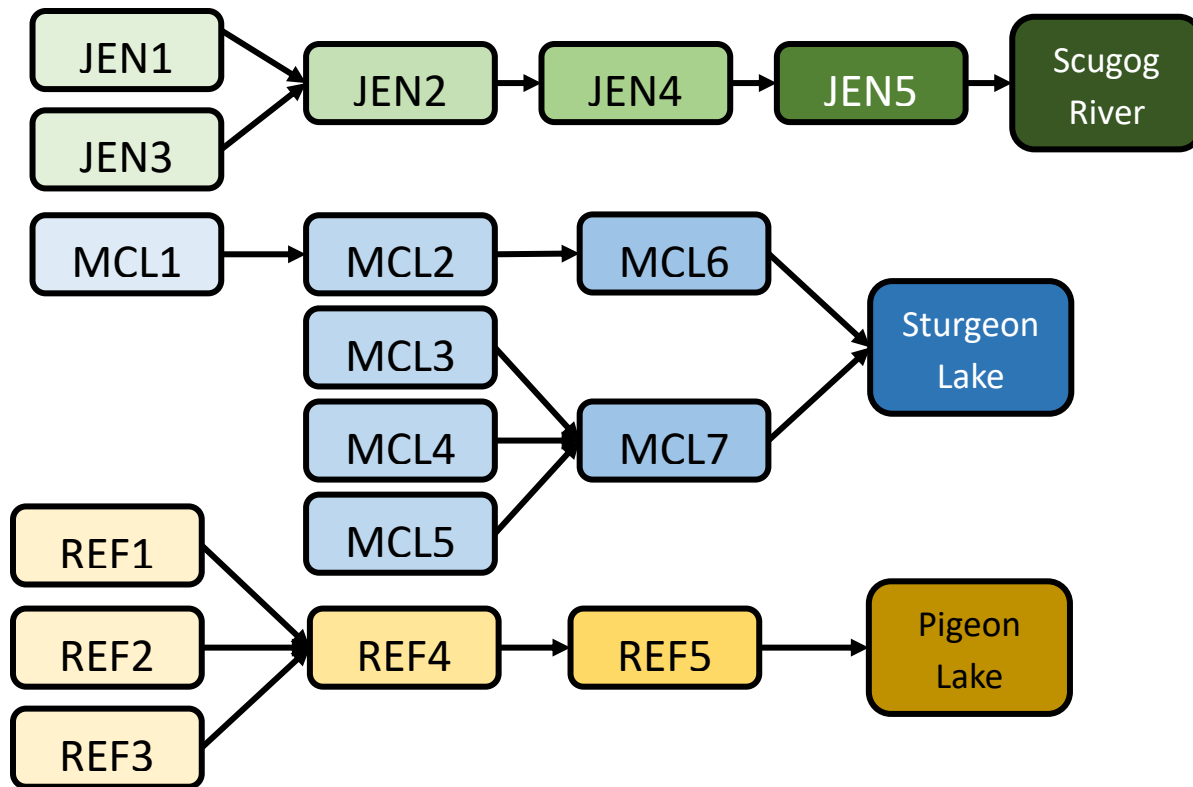 JEN1
JEN3
JEN2
JEN4
JEN5
Scugog
River
MCL1
MCL2
MCL6
MCL3
MCL4
MCL5
MCL7
Sturgeon
Lake
REF1
REF2
REF3
REF4
REF5
Pigeon
Lake